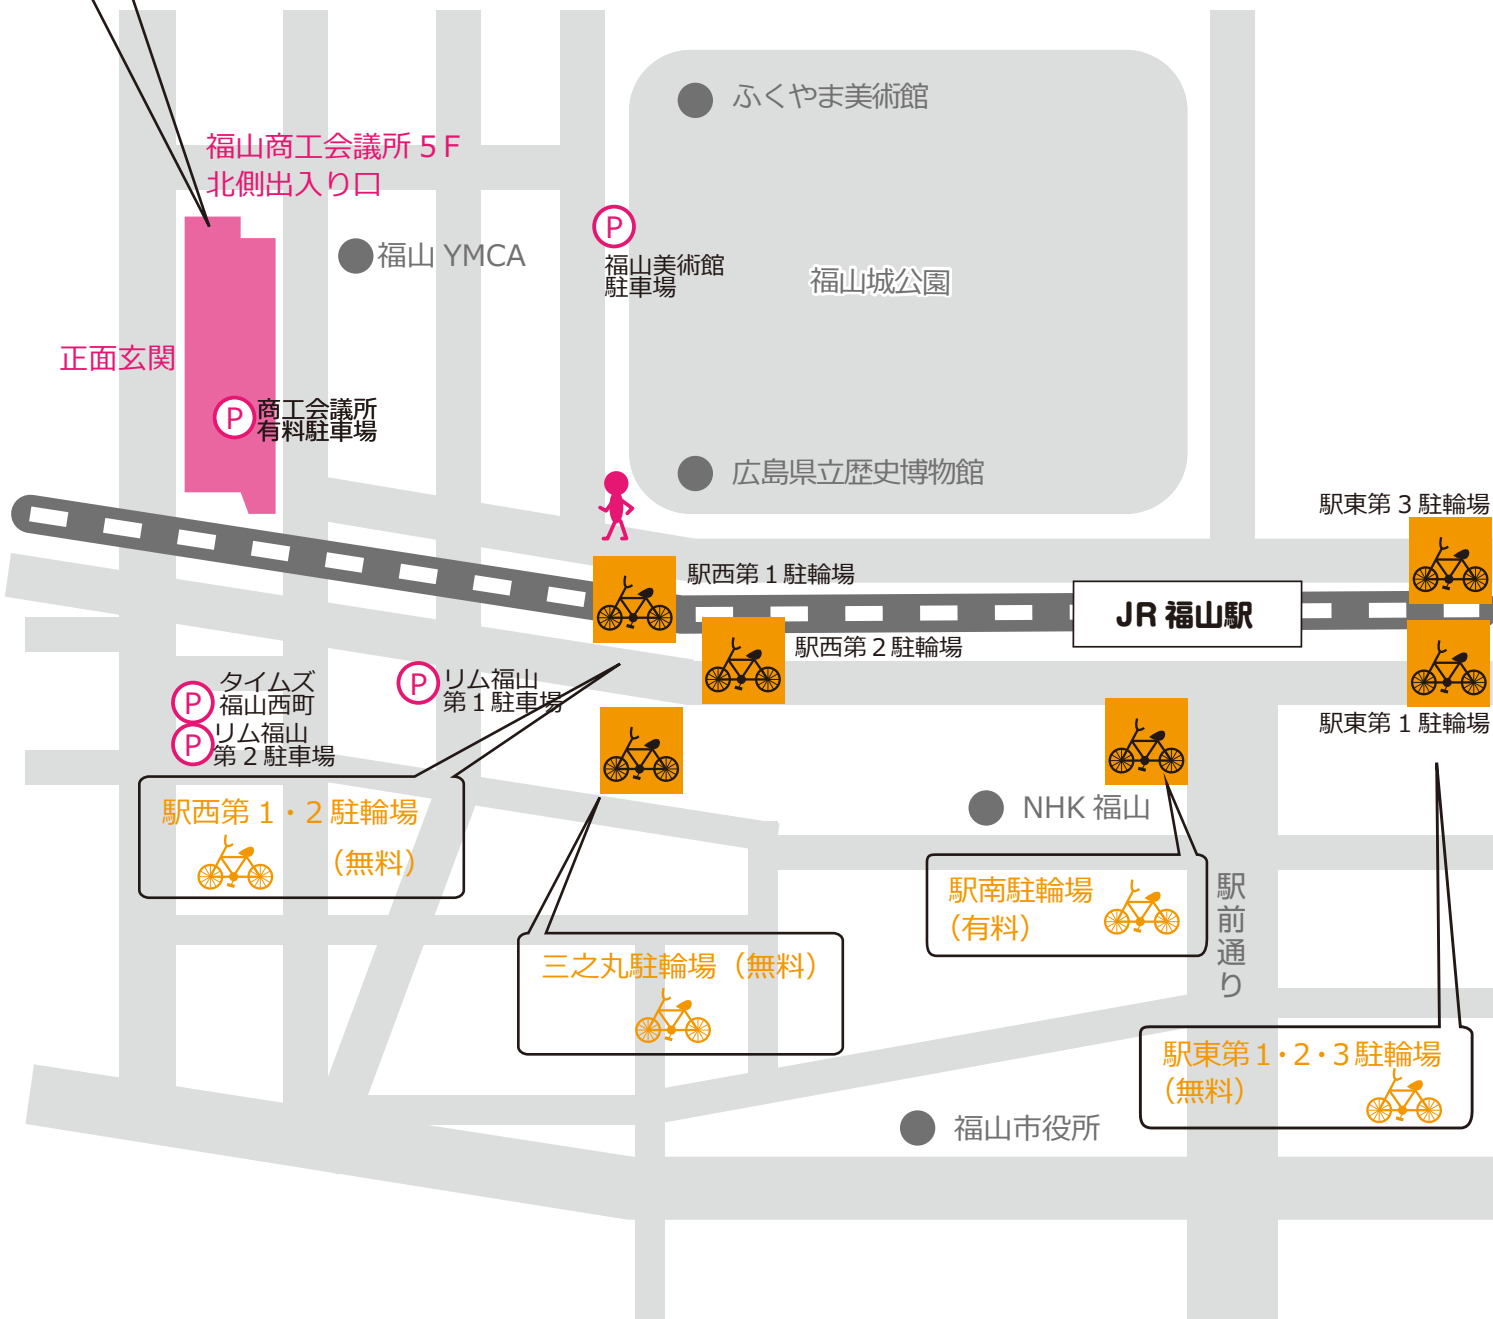 ふくやま美術館
福山商工会議所 5 F
北側出入り口
P
福山 YMCA
福山美術館
駐車場
福山城公園
正面玄関
P
商工会議所
有料駐車場
広島県立歴史博物館
駅東第 3 駐輪場
駅西第 1 駐輪場
JR 福山駅
駅西第 2 駐輪場
P
タイムズ
福山西町
P
リム福山
第 1 駐車場
P
リム福山
第 2 駐車場
駅東第 1 駐輪場
駅西第 1・2 駐輪場
（無料）
NHK 福山
駅南駐輪場
（有料）
駅前通り
三之丸駐輪場（無料）
駅東第1・2・3駐輪場
（無料）
福山市役所